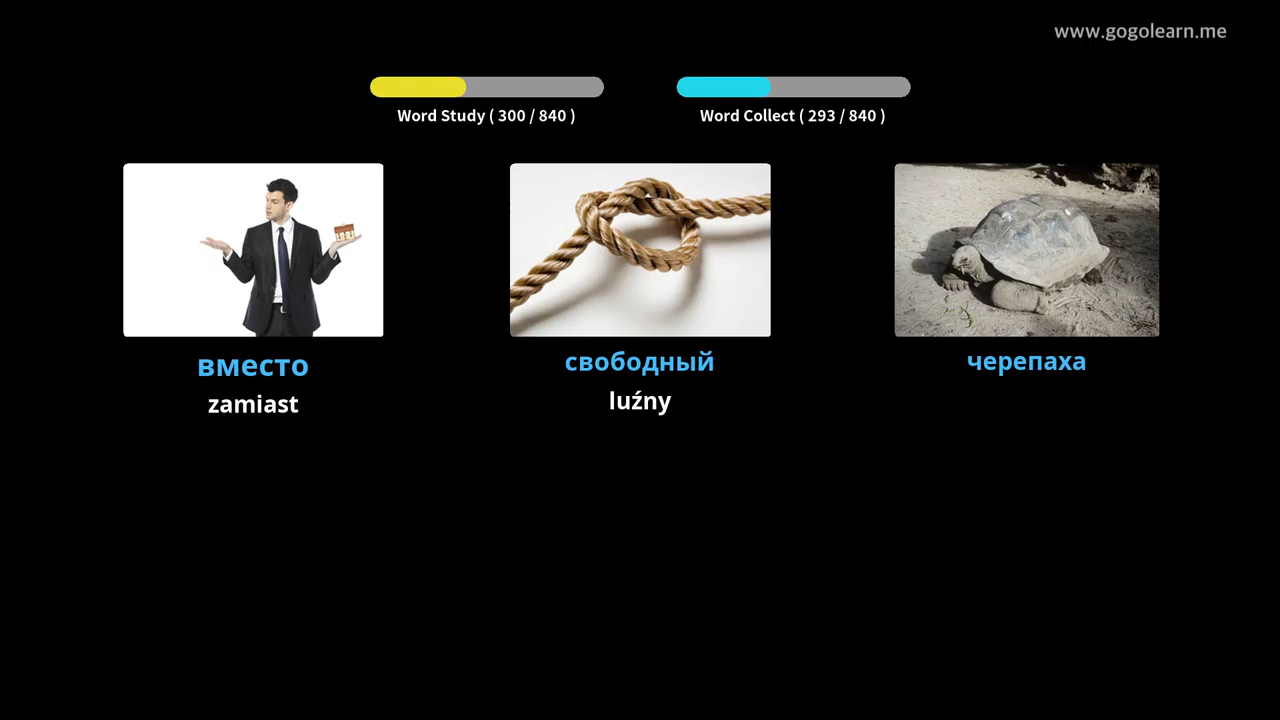 www.gogolearn.me
Word Study ( 300 / 840 )
Word Collect ( 293 / 840 )
вместо
zamiast
свободный
luźny
черепаха